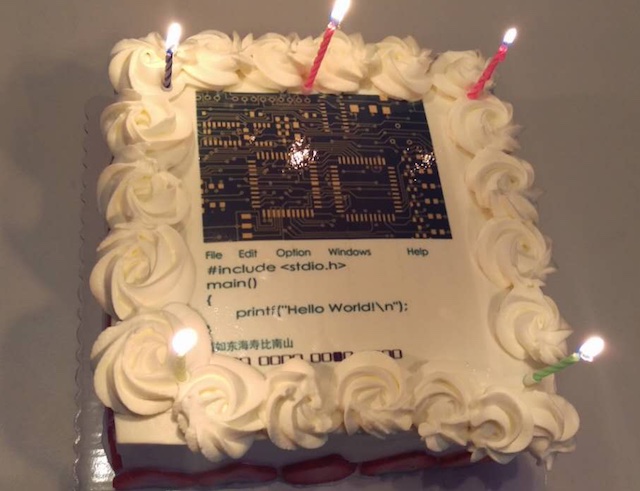 File Edit Option Windows Help
#include <stdio.h>
main()
{
printf("Hello World!\n");
如东海寿比南山